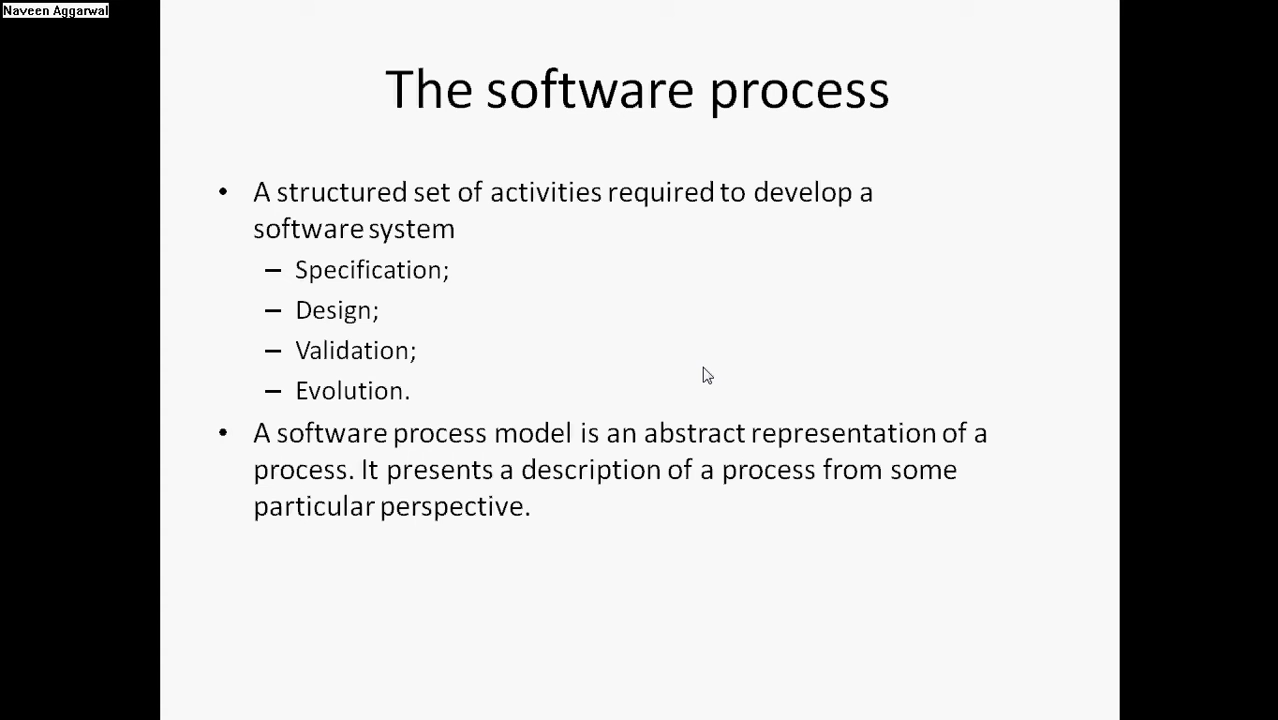 Naveen Aggarwal
The software process
• A structured set of activities required to develop a
software system
– Specification;
– Design;
– Validation;
– Evolution.
• A software process model is an abstract representation of a
process. It presents a description of a process from some
particular perspective.